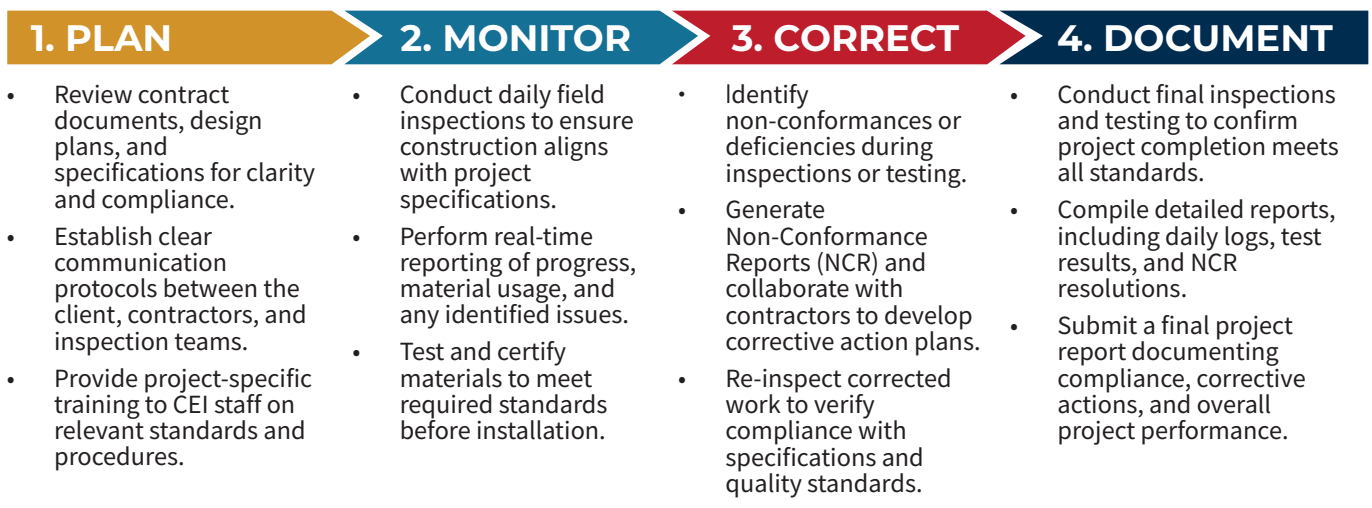 1. PLAN
• Review contract
documents, design
plans, and
specifications for clarity
and compliance.
• Establish clear
communication
protocols between the
client, contractors, and
inspection teams.
• Provide project-specific
training to CEI staff on
relevant standards and
procedures.
2. MONITOR
• Conduct daily field
inspections to ensure
construction aligns
with project
specifications.
• Perform real-time
reporting of progress,
material usage, and
any identified issues.
• Test and certify
materials to meet
required standards
before installation.
3. CORRECT
• Identify
non-conformances or
deficiencies during
inspections or testing.
• Generate
Non-Conformance
Reports (NCR) and
collaborate with
contractors to develop
corrective action plans.
• Re-inspect corrected
work to verify
compliance with
specifications and
quality standards.
4. DOCUMENT
• Conduct final inspections
and testing to confirm
project completion meets
all standards.
• Compile detailed reports,
including daily logs, test
results, and NCR
resolutions.
• Submit a final project
report documenting
compliance, corrective
actions, and overall
project performance.